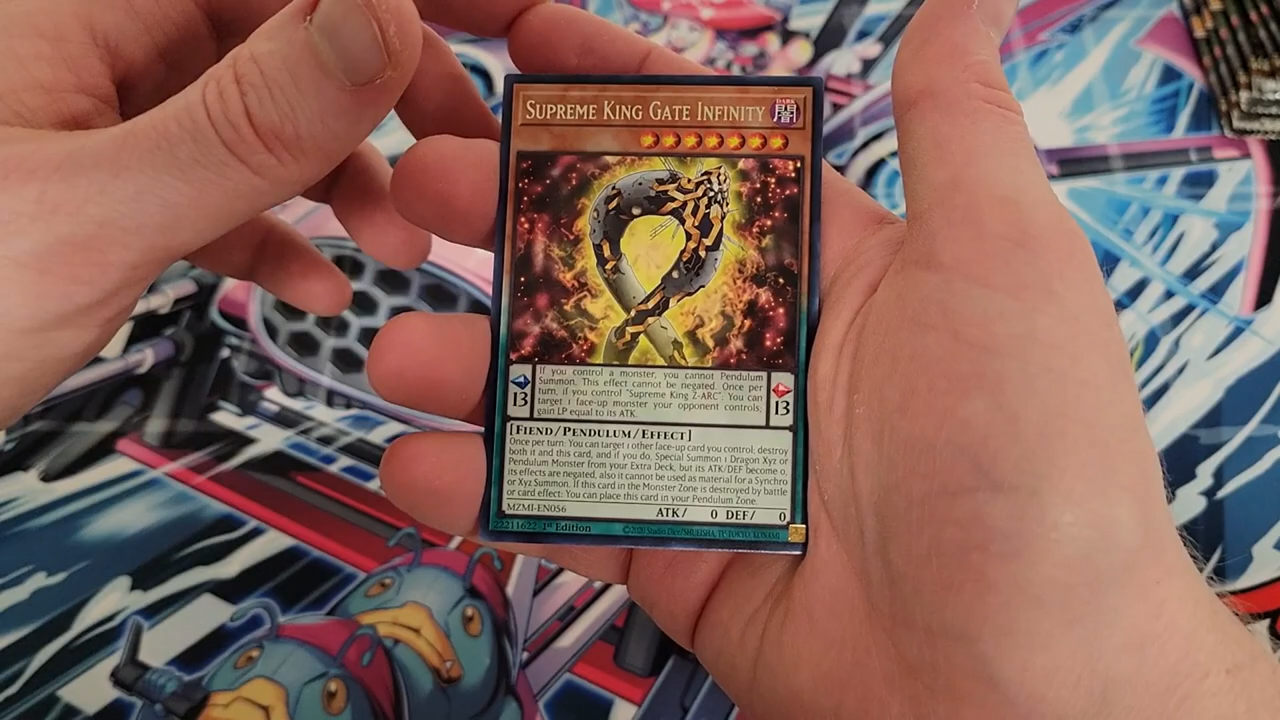 SUPREME KING GATE INFINITY
DARK
闇
If you control a monster, you cannot Pendulum
Summon. This effect cannot be negated. Once per
turn, if you control "Supreme King Z-ARC": You can
target 1 face-up monster your opponent controls;
gain LP equal to its ATK.
13
13
[FIEND/PENDULUM/EFFECT]
Once per turn: You can target 1 other face-up card you control; destroy
both it and this card, and if you do, Special Summon 1 Dragon Xyz or
Pendulum Monster from your Extra Deck, but its ATK/DEF become 0,
its effects are negated, also it cannot be used as material for a Synchro
or Xyz Summon. If this card in the Monster Zone is destroyed by battle
or card effect: You can place this card in your Pendulum Zone.
MZMI-EN056
ATK/ 0 DEF/ 0
22211622 1st Edition
©2020 Studio Dice/SHUEISHA, TV TOKYO, KONAMI